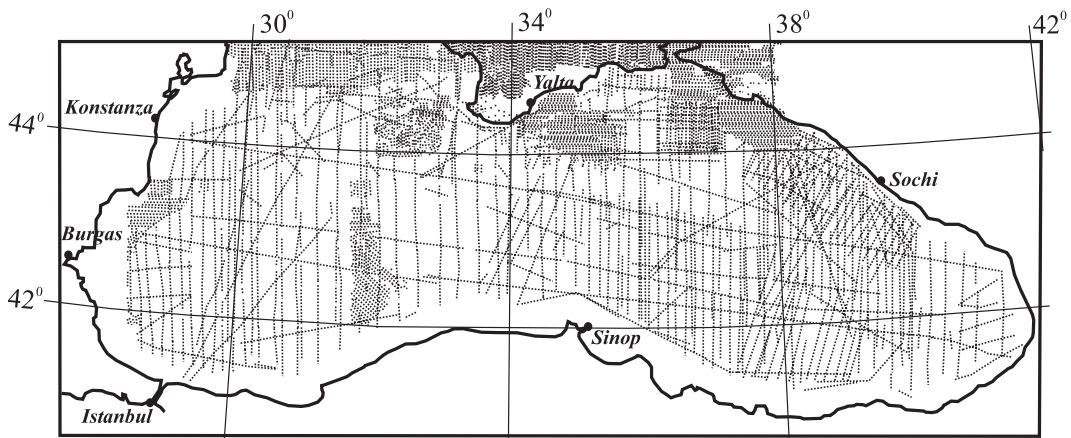 30⁰ 34⁰ 38⁰ 42⁰
Yalta
Konstanza
44⁰
Sochi
Burgas
42⁰
Sinop
Istanbul